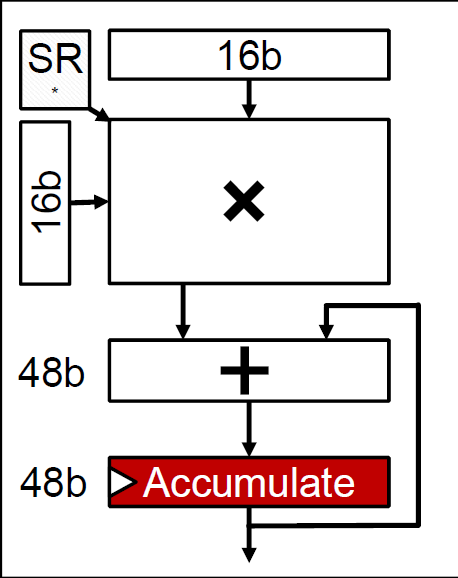 SR
*
16b
16b
×
48b
+
48b
Accumulate